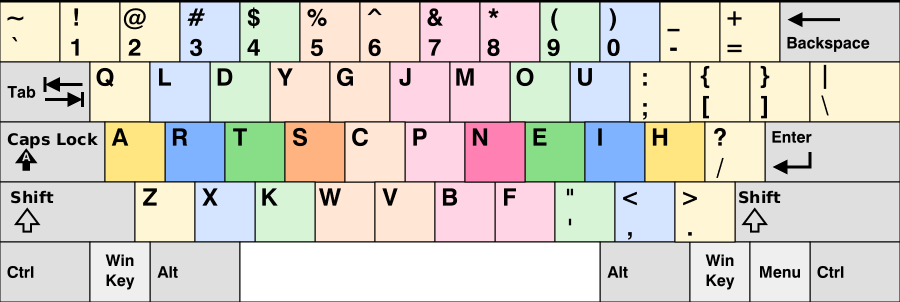 ~ ! @ # $ % ^ & * ( ) _ +
` 1 2 3 4 5 6 7 8 9 0 - = Backspace
Tab Q L D Y G J M O U : { } |
; [ ] \
Caps Lock A R T S C P N E I H ? Enter
A /
Shift Z X K W V B F " < > Shift
' , .
Ctrl Win Key Alt Alt Win Key Menu Ctrl